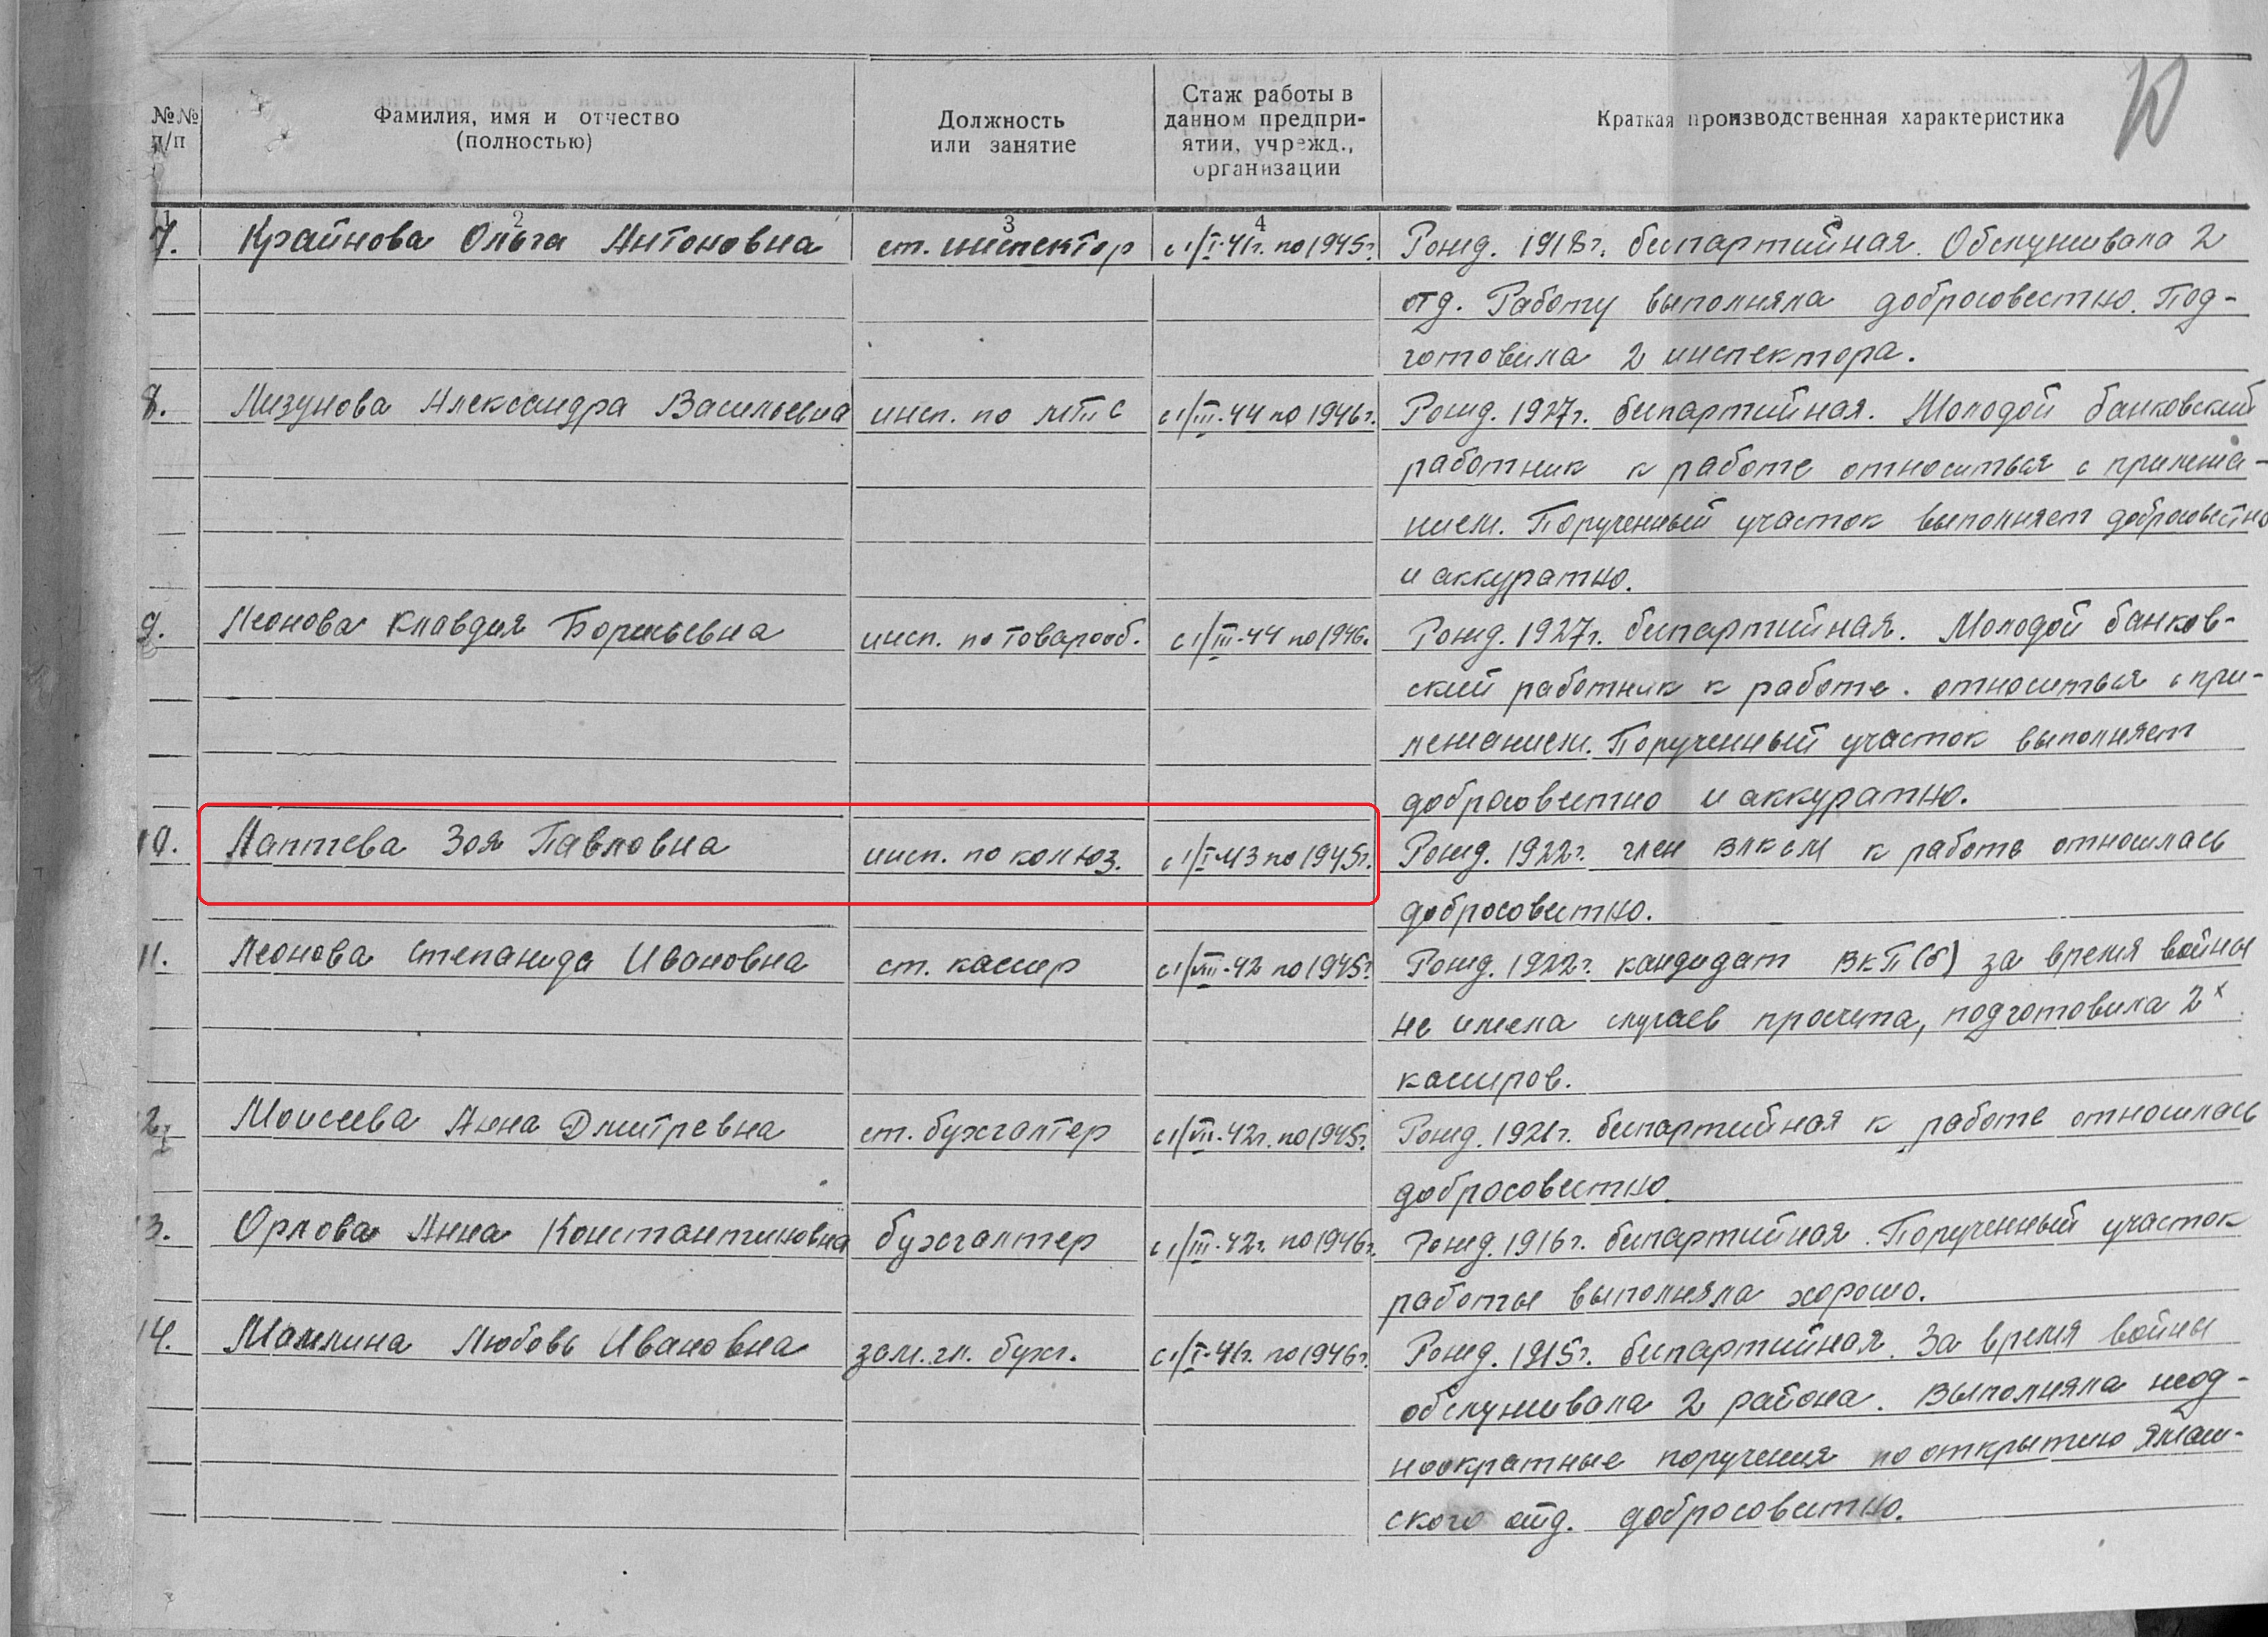 10
№№ п/п
Фамилия, имя и отчество (полностью)
Должность или занятие
Стаж работы в данном предприятии, учрежд., организации
Краткая производственная характеристика
1 2 3 4
7. Крайнова Ольга Антоновна ст. инспектор с 1/I-41г. по 1945г. Рожд. 1918г. беспартийная. Обслуживала 2
отд. Работу выполняла добросовестно. Под-
готовила 2 инспектора.
8. Лизунова Александра Васильевна инсп. по мтс с 1/III-44 по 1946г. Рожд. 1927г. беспартийная. Молодой банковский
работник к работе относиться с прилежа-
нием. Порученный участок выполняет добросовестно
и аккуратно.
9. Леонова Клавдия Борисьевна инсп. по товарооб. с 1/III-44 по 1946г. Рожд. 1927г. беспартийная. Молодой банков-
ский работник к работе. относиться с при-
лежанием. Порученный участок выполняет
добросовестно и аккуратно.
10. Лаптева Зоя Павловна инсп. по колхоз. с 1/I-43 по 1945г. Рожд. 1922г. член ВЛКСМ к работе относилась
добросовестно.
11. Леонова Степанида Ивановна ст. кассир с 1/VIII-42 по 1945г. Рожд. 1922г. кандидат ВКП(б) за время войны
не имела случаев просчета, подготовила 2х
касиров.
12. Моисеева Анна Дмитревна ст. бухгалтер с 1/VII-42г. по 1945г. Рожд. 1921г. беспартийная к работе относилась
добросовестно.
13. Орлова Анна Константиновна бухгалтер с 1/III-42г. по 1946г. Рожд. 1916г. беспартийная. Порученный участок
работы выполняла хорошо.
14. Мамлина Любовь Ивановна зам. гл. бухг. с 1/I-41г. по 1946г. Рожд. 1915г. беспартийная. За время войны
обслуживала 2 района. Выполняла неод-
нократные поручения по открытию Ямаш-
ского отд. добросовестно.